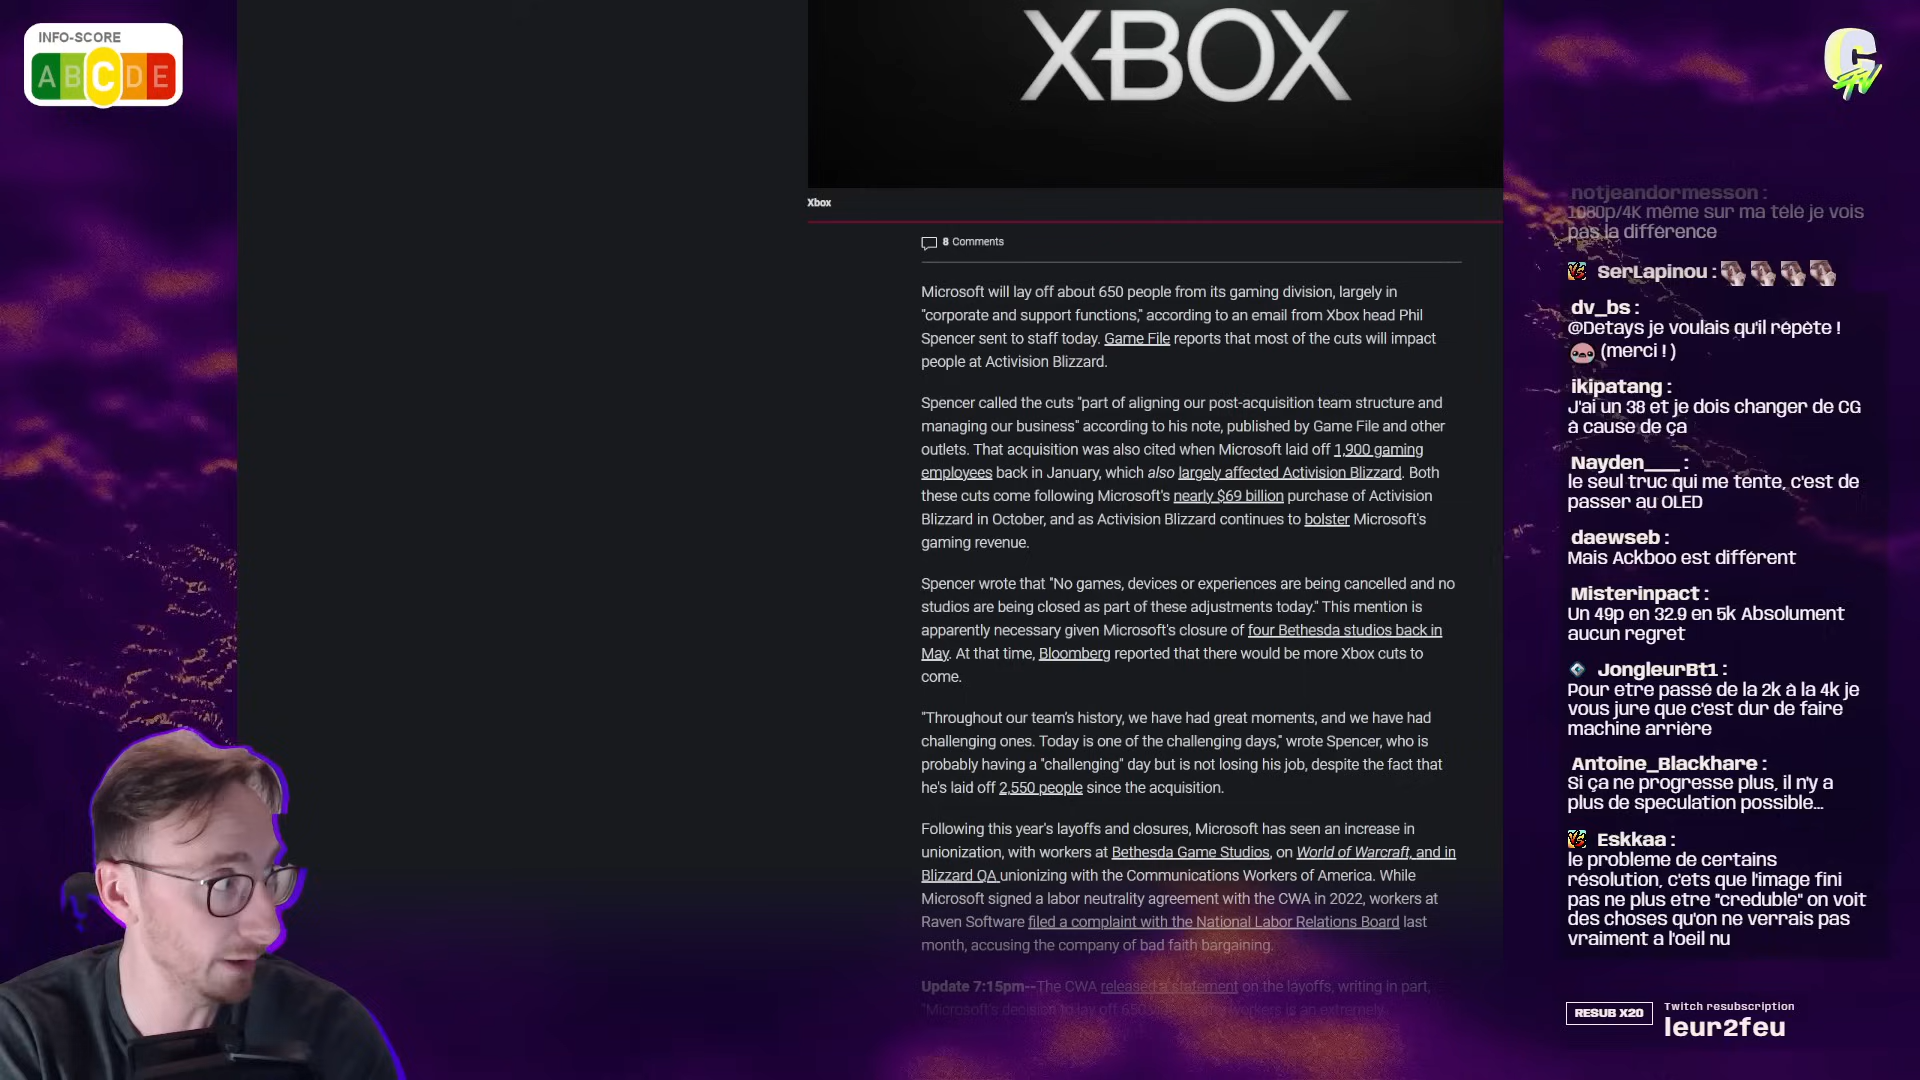 INFO-SCORE
A B C D E
XBOX
Xbox
8 Comments
Microsoft will lay off about 650 people from its gaming division, largely in
"corporate and support functions," according to an email from Xbox head Phil
Spencer sent to staff today. Game File reports that most of the cuts will impact
people at Activision Blizzard.
Spencer called the cuts "part of aligning our post-acquisition team structure and
managing our business" according to his note, published by Game File and other
outlets. That acquisition was also cited when Microsoft laid off 1,900 gaming
employees back in January, which also largely affected Activision Blizzard. Both
these cuts come following Microsoft's nearly $69 billion purchase of Activision
Blizzard in October, and as Activision Blizzard continues to bolster Microsoft's
gaming revenue.
Spencer wrote that "No games, devices or experiences are being cancelled and no
studios are being closed as part of these adjustments today." This mention is
apparently necessary given Microsoft's closure of four Bethesda studios back in
May. At that time, Bloomberg reported that there would be more Xbox cuts to
come.
"Throughout our team's history, we have had great moments, and we have had
challenging ones. Today is one of the challenging days," wrote Spencer, who is
probably having a "challenging" day but is not losing his job, despite the fact that
he's laid off 2,550 people since the acquisition.
Following this year's layoffs and closures, Microsoft has seen an increase in
unionization, with workers at Bethesda Game Studios, on World of Warcraft, and in
Blizzard QA unionizing with the Communications Workers of America. While
Microsoft signed a labor neutrality agreement with the CWA in 2022, workers at
Raven Software filed a complaint with the National Labor Relations Board last
month, accusing the company of bad faith bargaining.
Update 7:15pm--The CWA released a statement on the layoffs, writing in part,
"Microsoft's decision to lay off 650 workers is an extremely
C TV
notjeandormesson :
1080p/4K même sur ma télé je vois
pas la différence
SerLapinou :
dv_bs :
@Detays je voulais qu'il répète !
(merci ! )
ikipatang :
J'ai un 38 et je dois changer de CG
à cause de ça
Nayden___ :
le seul truc qui me tente, c'est de
passer au OLED
daewseb :
Mais Ackboo est différent
Misterinpact :
Un 49p en 32.9 en 5k Absolument
aucun regret
JongleurBt1 :
Pour etre passé de la 2k à la 4k je
vous jure que c'est dur de faire
machine arrière
Antoine_Blackhare :
Si ça ne progresse plus, il n'y a
plus de speculation possible...
Eskkaa :
le probleme de certains
résolution, c'ets que l'image fini
pas ne plus etre "creduble" on voit
des choses qu'on ne verrais pas
vraiment a l'oeil nu
RESUB X20
Twitch resubscription
leur2feu